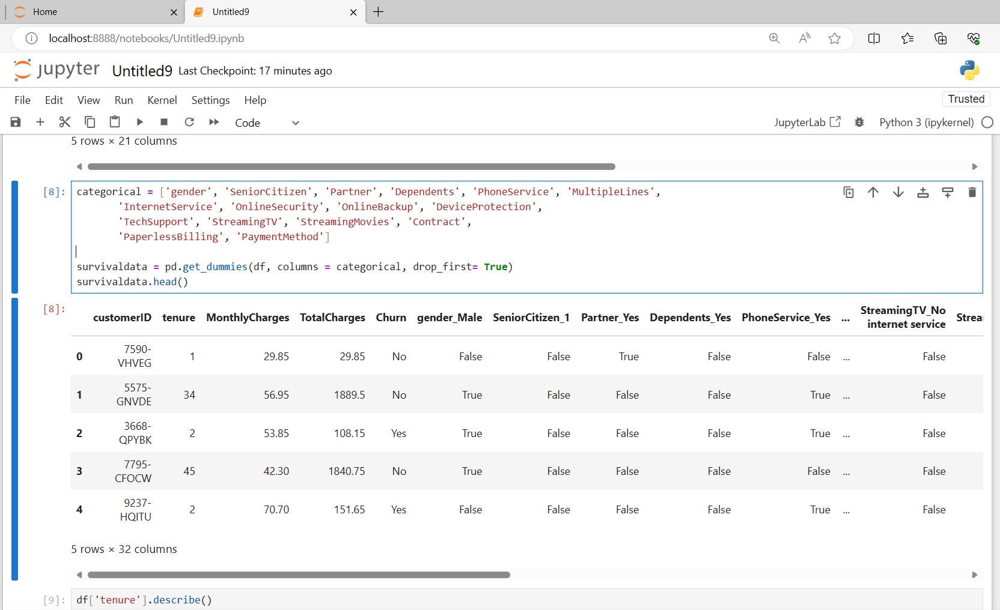 Home
Untitled9
localhost:8888/notebooks/Untitled9.ipynb
jupyter Untitled9 Last Checkpoint: 17 minutes ago
File Edit View Run Kernel Settings Help Trusted
Code JupyterLab Python 3 (ipykernel)
5 rows × 21 columns
[8]: categorical = ['gender', 'SeniorCitizen', 'Partner', 'Dependents', 'PhoneService', 'MultipleLines',
'InternetService', 'OnlineSecurity', 'OnlineBackup', 'DeviceProtection',
'TechSupport', 'StreamingTV', 'StreamingMovies', 'Contract',
'PaperlessBilling', 'PaymentMethod']
survivaldata = pd.get_dummies(df, columns = categorical, drop_first= True)
survivaldata.head()
[8]:
customerID tenure MonthlyCharges TotalCharges Churn gender_Male SeniorCitizen_1 Partner_Yes Dependents_Yes PhoneService_Yes ... StreamingTV_No internet service Strea
0 7590-VHVEG 1 29.85 29.85 No False False True False False ... False
1 5575-GNVDE 34 56.95 1889.5 No True False False False True ... False
2 3668-QPYBK 2 53.85 108.15 Yes True False False False True ... False
3 7795-CFOCW 45 42.30 1840.75 No True False False False False ... False
4 9237-HQITU 2 70.70 151.65 Yes False False False False True ... False
5 rows × 32 columns
[9]: df['tenure'].describe()